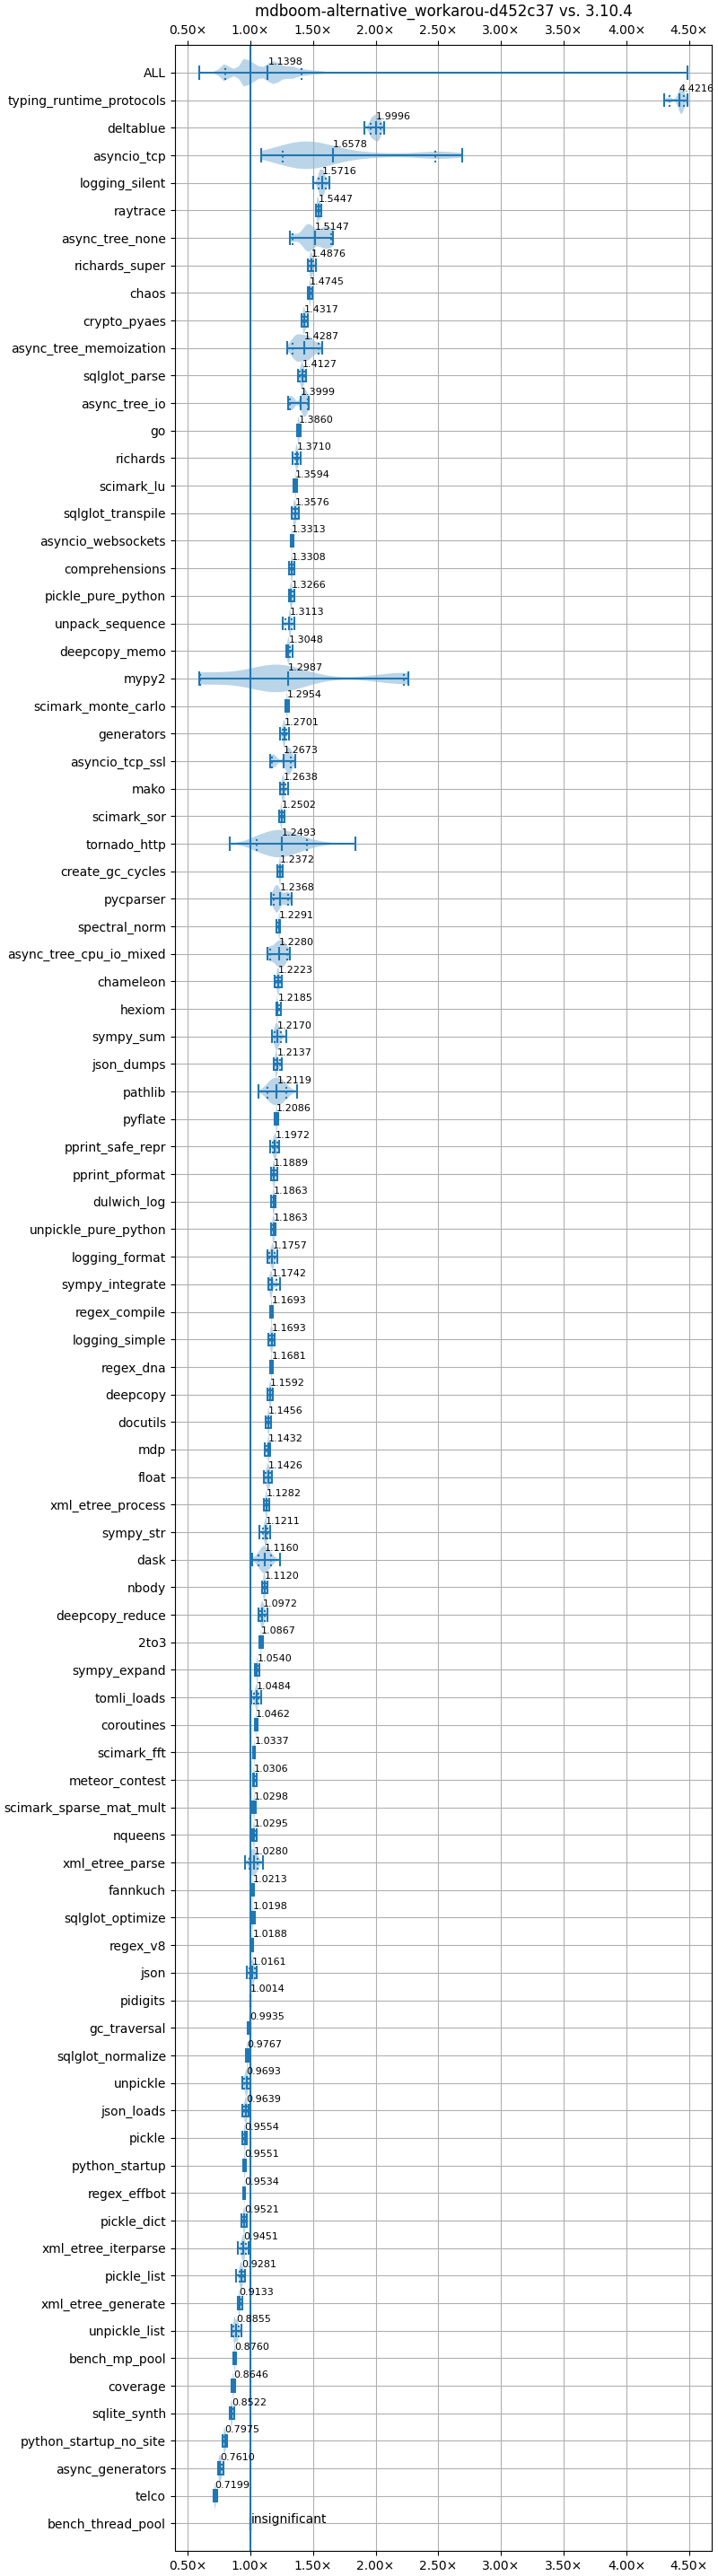 mdboom-alternative_workarou-d452c37 vs. 3.10.4
0.50× 1.00× 1.50× 2.00× 2.50× 3.00× 3.50× 4.00× 4.50×
ALL 1.1398
typing_runtime_protocols 4.4216
deltablue 1.9996
asyncio_tcp 1.6578
logging_silent 1.5716
raytrace 1.5447
async_tree_none 1.5147
richards_super 1.4876
chaos 1.4745
crypto_pyaes 1.4317
async_tree_memoization 1.4287
sqlglot_parse 1.4127
async_tree_io 1.3999
go 1.3860
richards 1.3710
scimark_lu 1.3594
sqlglot_transpile 1.3576
asyncio_websockets 1.3313
comprehensions 1.3308
pickle_pure_python 1.3266
unpack_sequence 1.3113
deepcopy_memo 1.3048
mypy2 1.2987
scimark_monte_carlo 1.2954
generators 1.2701
asyncio_tcp_ssl 1.2673
mako 1.2638
scimark_sor 1.2502
tornado_http 1.2493
create_gc_cycles 1.2372
pycparser 1.2368
spectral_norm 1.2291
async_tree_cpu_io_mixed 1.2280
chameleon 1.2223
hexiom 1.2185
sympy_sum 1.2170
json_dumps 1.2137
pathlib 1.2119
pyflate 1.2086
pprint_safe_repr 1.1972
pprint_pformat 1.1889
dulwich_log 1.1863
unpickle_pure_python 1.1863
logging_format 1.1757
sympy_integrate 1.1742
regex_compile 1.1693
logging_simple 1.1693
regex_dna 1.1681
deepcopy 1.1592
docutils 1.1456
mdp 1.1432
float 1.1426
xml_etree_process 1.1282
sympy_str 1.1211
dask 1.1160
nbody 1.1120
deepcopy_reduce 1.0972
2to3 1.0867
sympy_expand 1.0540
tomli_loads 1.0484
coroutines 1.0462
scimark_fft 1.0337
meteor_contest 1.0306
scimark_sparse_mat_mult 1.0298
nqueens 1.0295
xml_etree_parse 1.0280
fannkuch 1.0213
sqlglot_optimize 1.0198
regex_v8 1.0188
json 1.0161
pidigits 1.0014
gc_traversal 0.9935
sqlglot_normalize 0.9767
unpickle 0.9693
json_loads 0.9639
pickle 0.9554
python_startup 0.9551
regex_effbot 0.9534
pickle_dict 0.9521
xml_etree_iterparse 0.9451
pickle_list 0.9281
xml_etree_generate 0.9133
unpickle_list 0.8855
bench_mp_pool 0.8760
coverage 0.8646
sqlite_synth 0.8522
python_startup_no_site 0.7975
async_generators 0.7610
telco 0.7199
bench_thread_pool insignificant
0.50× 1.00× 1.50× 2.00× 2.50× 3.00× 3.50× 4.00× 4.50×